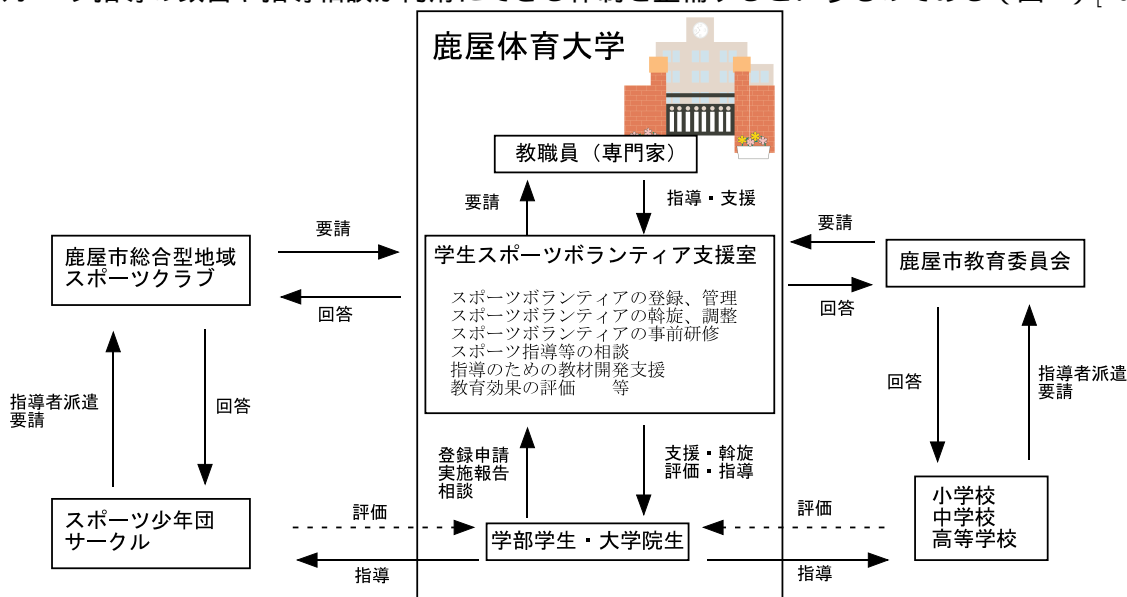 鹿屋体育大学
教職員（専門家）
要請
指導・支援
要請
要請
鹿屋市総合型地域
スポーツクラブ
学生スポーツボランティア支援室
鹿屋市教育委員会
スポーツボランティアの登録、管理
スポーツボランティアの斡旋、調整
スポーツボランティアの事前研修
スポーツ指導等の相談
指導のための教材開発支援
教育効果の評価　　等
回答
回答
指導者派遣
要請
回答
回答
指導者派遣
要請
登録申請
実施報告
相談
支援・斡旋
評価・指導
スポーツ少年団
サークル
評価
学部学生・大学院生
評価
小学校
中学校
高等学校
指導
指導